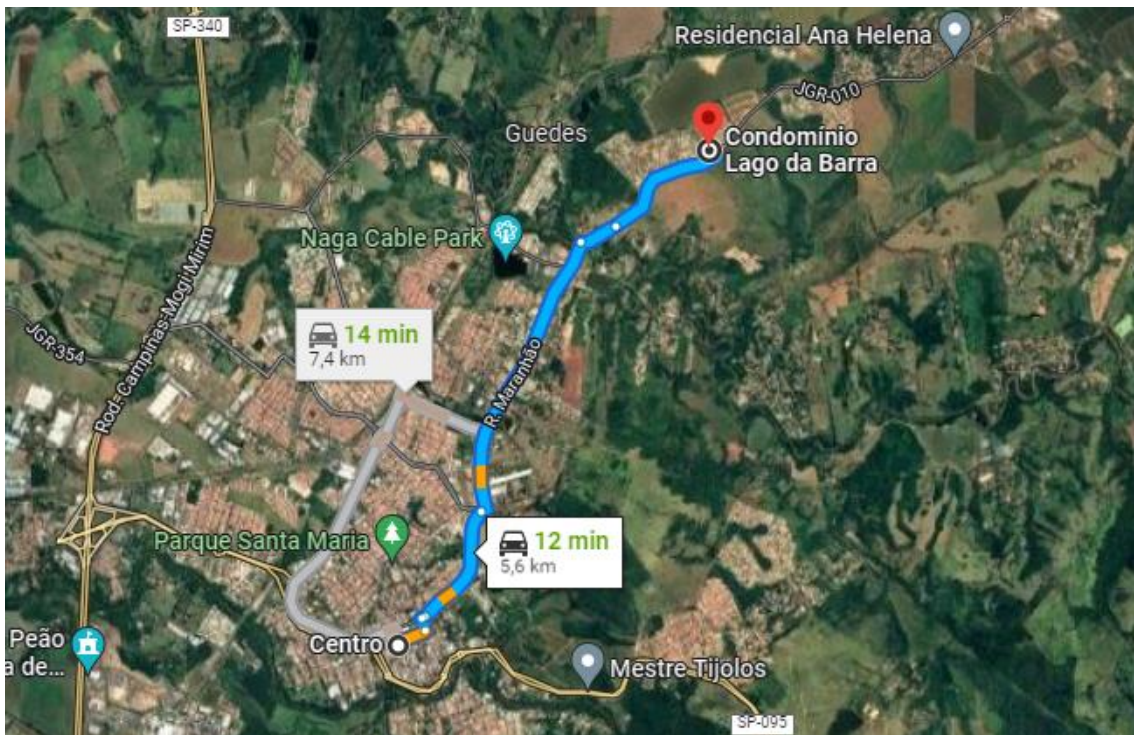 SP-340
Residencial Ana Helena
JGR-010
Guedes
Condomínio
Lago da Barra
Naga Cable Park
Rod. Campinas-Mogi Mirim
JGR-354
14 min
7,4 km
R. Maranhão
Parque Santa Maria
12 min
5,6 km
Centro
Peão
a de...
Mestre Tijolos
SP-095